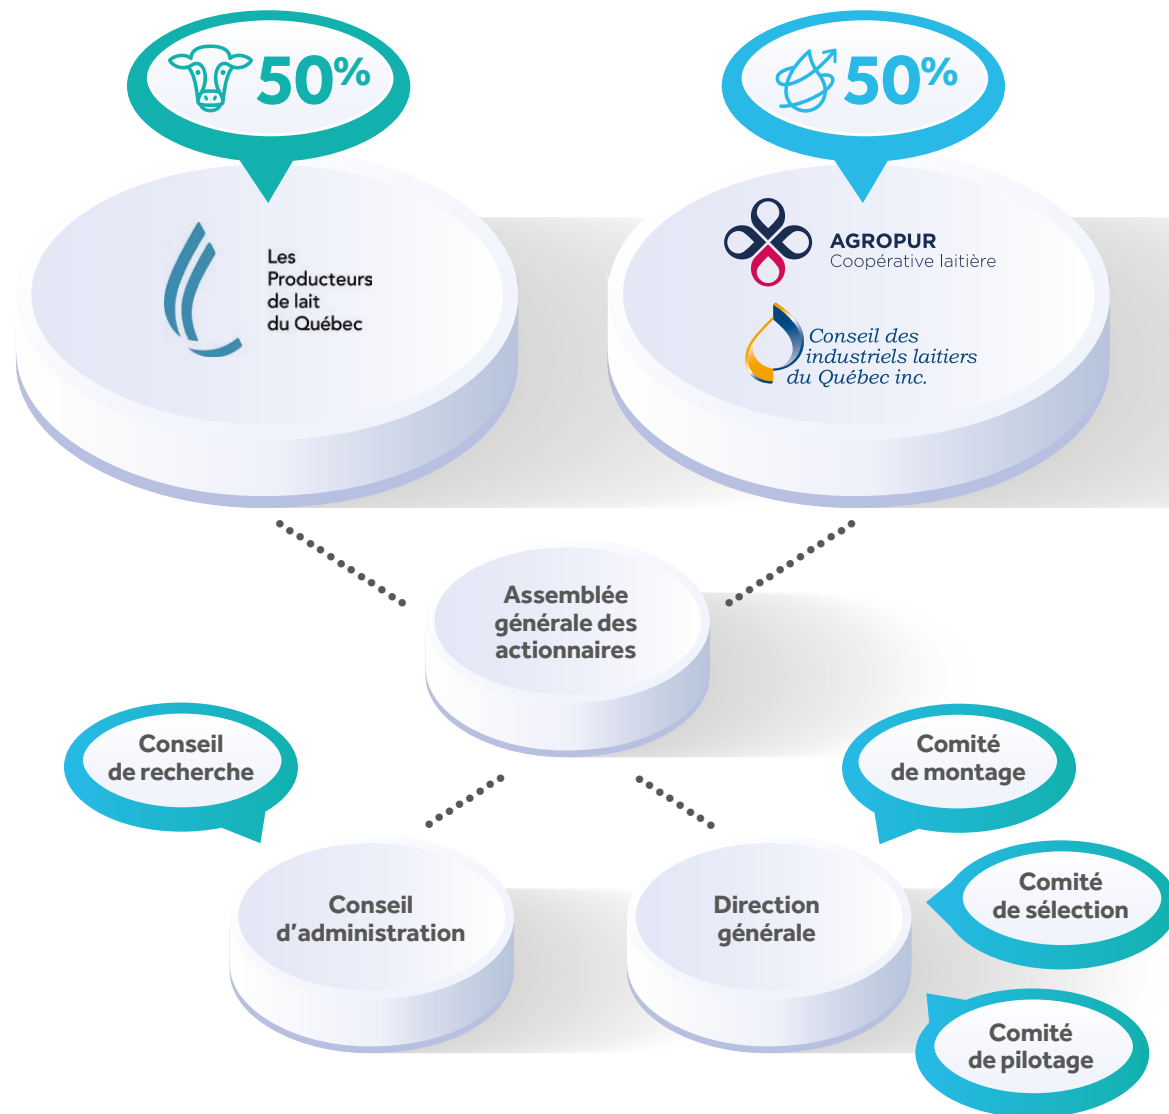 50%
50%
Les
Producteurs
de lait
du Québec
AGROPUR
Coopérative laitière
Conseil des
industriels laitiers
du Québec inc.
Assemblée
générale des
actionnaires
Conseil
de recherche
Comité
de montage
Conseil
d'administration
Direction
générale
Comité
de sélection
Comité
de pilotage